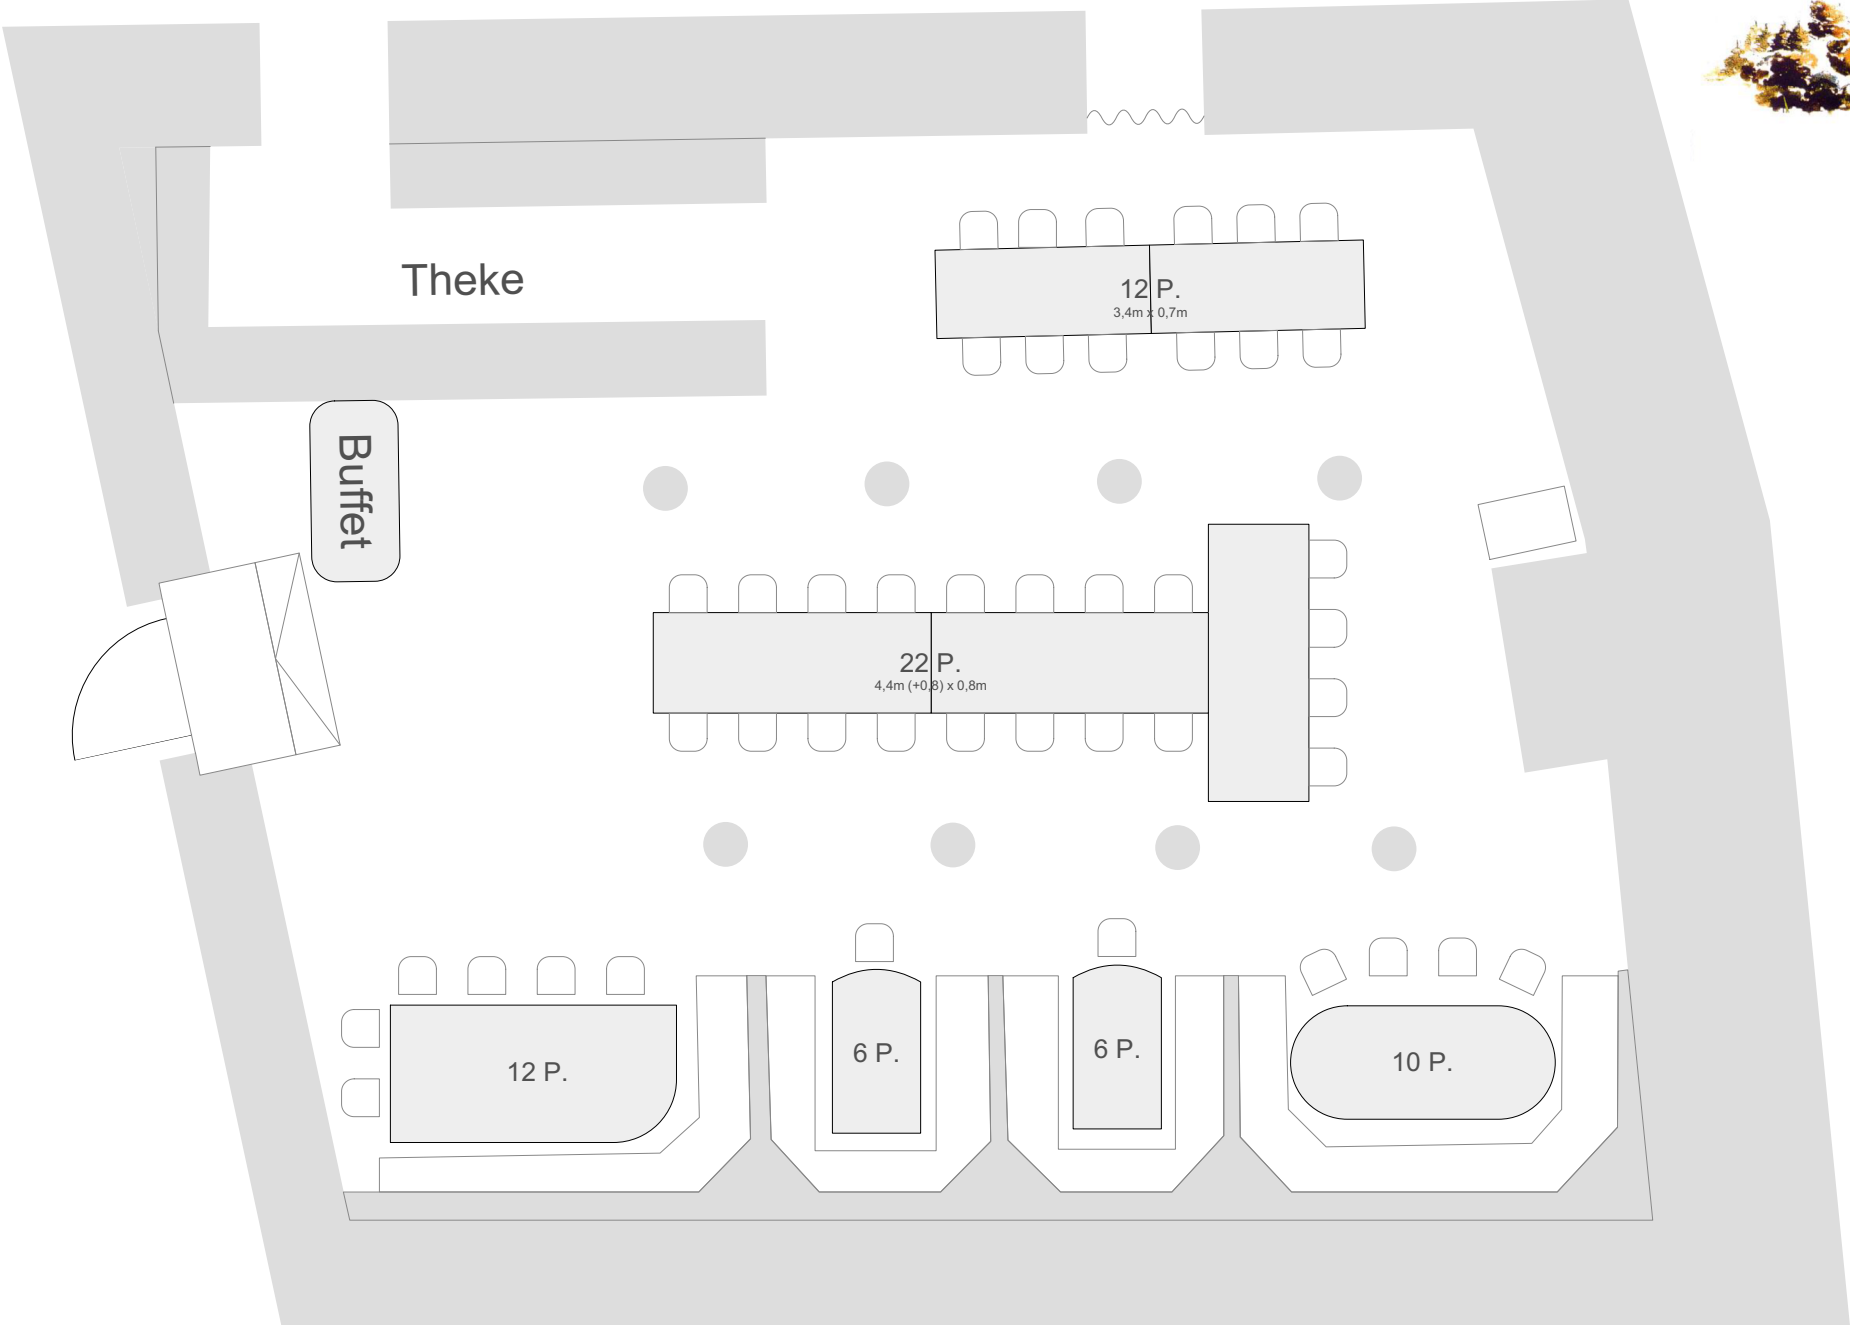 Theke
12 P.
3,4m x 0,7m
Buffet
22 P.
4,4m (+0,8) x 0,8m
12 P.
6 P.
6 P.
10 P.